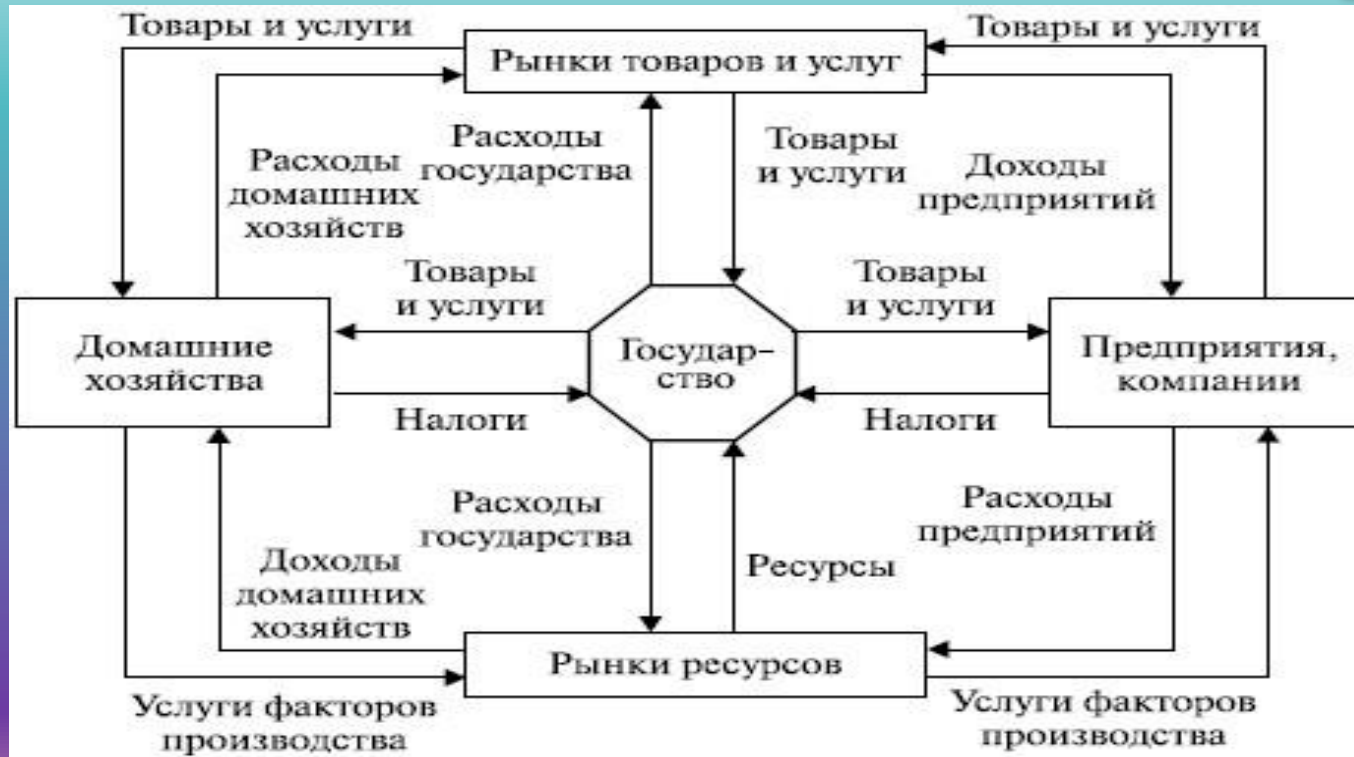 Товары и услуги
Товары и услуги
Рынки товаров и услуг
Расходы
домашних
хозяйств
Расходы
государства
Товары
и услуги
Доходы
предприятий
Товары
и услуги
Товары
и услуги
Домашние
хозяйства
Государ-
ство
Предприятия,
компании
Налоги
Налоги
Расходы
государства
Расходы
предприятий
Доходы
домашних
хозяйств
Ресурсы
Рынки ресурсов
Услуги факторов
производства
Услуги факторов
производства